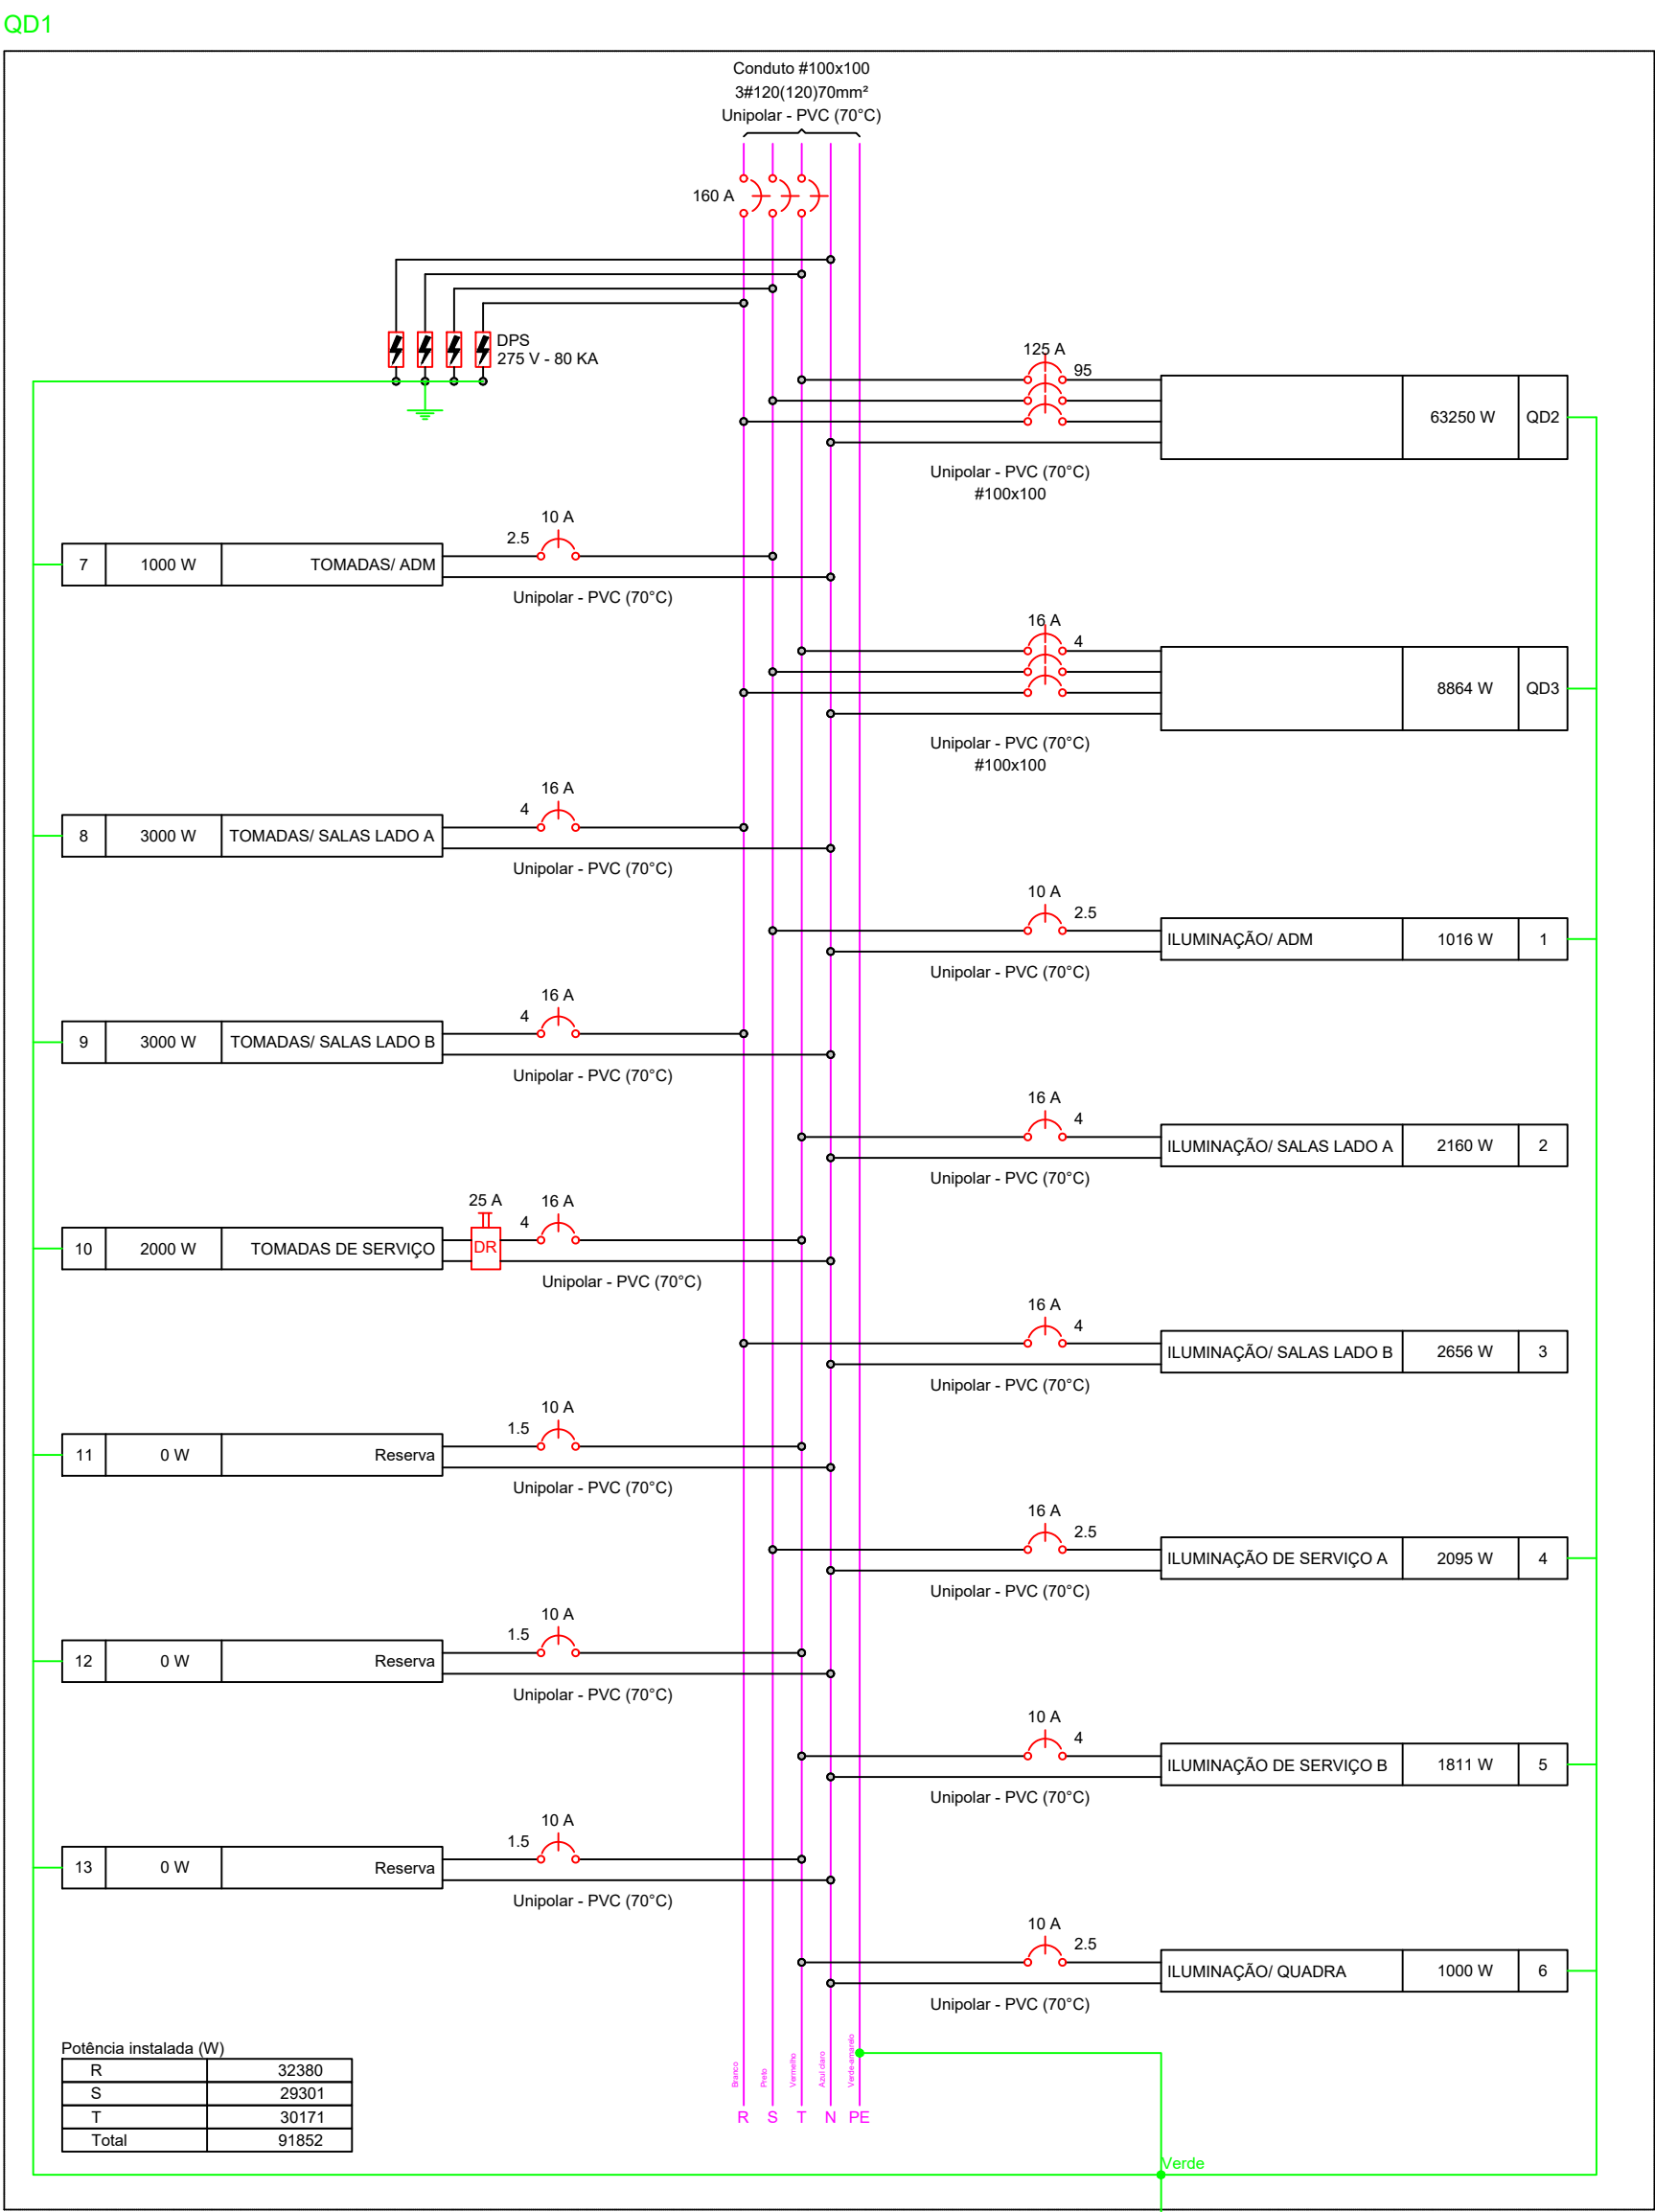 QD1
Conduto #100x100
3#120(120)70mm²
Unipolar - PVC (70°C)
160 A
DPS
275 V - 80 KA
125 A
95
63250 W
QD2
Unipolar - PVC (70°C)
#100x100
10 A
2.5
7
1000 W
TOMADAS/ ADM
Unipolar - PVC (70°C)
16 A
4
8864 W
QD3
Unipolar - PVC (70°C)
#100x100
16 A
4
8
3000 W
TOMADAS/ SALAS LADO A
Unipolar - PVC (70°C)
10 A
2.5
ILUMINAÇÃO/ ADM
1016 W
1
Unipolar - PVC (70°C)
16 A
4
9
3000 W
TOMADAS/ SALAS LADO B
Unipolar - PVC (70°C)
16 A
4
ILUMINAÇÃO/ SALAS LADO A
2160 W
2
Unipolar - PVC (70°C)
25 A
16 A
4
10
2000 W
TOMADAS DE SERVIÇO
DR
Unipolar - PVC (70°C)
16 A
4
ILUMINAÇÃO/ SALAS LADO B
2656 W
3
Unipolar - PVC (70°C)
10 A
1.5
11
0 W
Reserva
Unipolar - PVC (70°C)
16 A
2.5
ILUMINAÇÃO DE SERVIÇO A
2095 W
4
Unipolar - PVC (70°C)
10 A
1.5
12
0 W
Reserva
Unipolar - PVC (70°C)
10 A
4
ILUMINAÇÃO DE SERVIÇO B
1811 W
5
Unipolar - PVC (70°C)
10 A
1.5
13
0 W
Reserva
Unipolar - PVC (70°C)
10 A
2.5
ILUMINAÇÃO/ QUADRA
1000 W
6
Unipolar - PVC (70°C)
Potência instalada (W)
R 32380
S 29301
T 30171
Total 91852
Branco
Preto
Vermelho
Azul claro
Verde-amarelo
R S T N PE
Verde